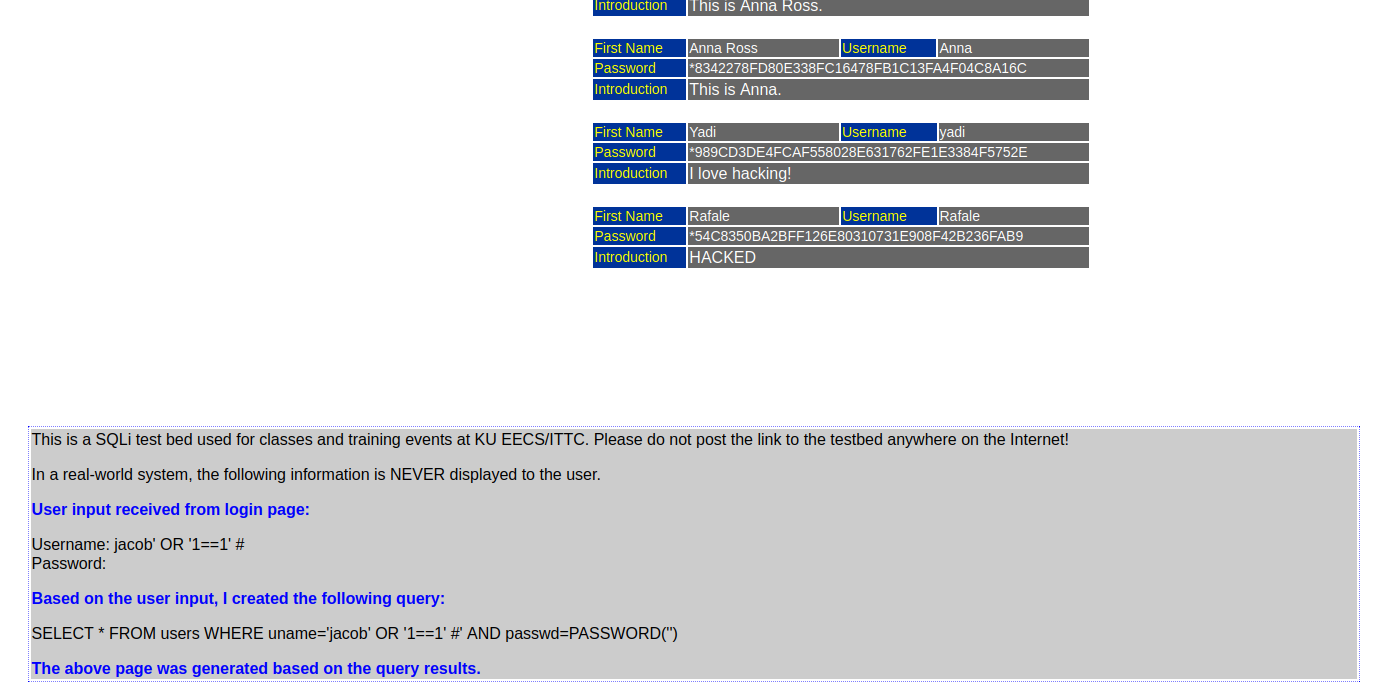 Introduction This is Anna Ross.
First Name Anna Ross Username Anna
Password *8342278FD80E338FC16478FB1C13FA4F04C8A16C
Introduction This is Anna.
First Name Yadi Username yadi
Password *989CD3DE4FCAF558028E631762FE1E3384F5752E
Introduction I love hacking!
First Name Rafale Username Rafale
Password *54C8350BA2BFF126E80310731E908F42B236FAB9
Introduction HACKED
This is a SQLi test bed used for classes and training events at KU EECS/ITTC. Please do not post the link to the testbed anywhere on the Internet!
In a real-world system, the following information is NEVER displayed to the user.
User input received from login page:
Username: jacob' OR '1==1' #
Password:
Based on the user input, I created the following query:
SELECT * FROM users WHERE uname='jacob' OR '1==1' #' AND passwd=PASSWORD('')
The above page was generated based on the query results.